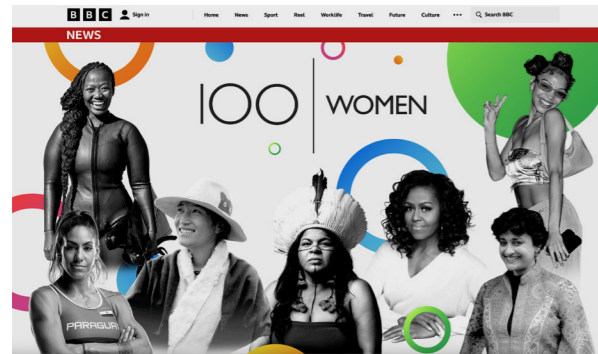 BBC Sign in Home News Sport Reel Worklife Travel Future Culture Search BBC
NEWS
100 WOMEN
PARAGUAY